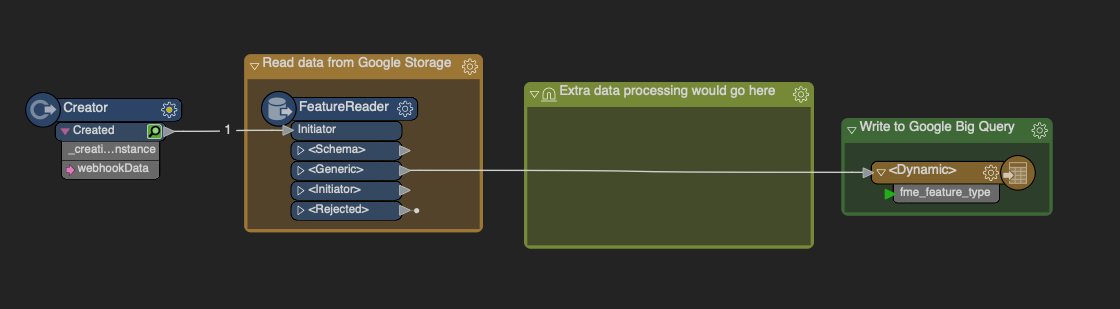 Creator
Created
_creati…nstance
webhookData
1
Read data from Google Storage
FeatureReader
Initiator
<Schema>
<Generic>
<Initiator>
<Rejected>
Extra data processing would go here
Write to Google Big Query
<Dynamic>
fme_feature_type